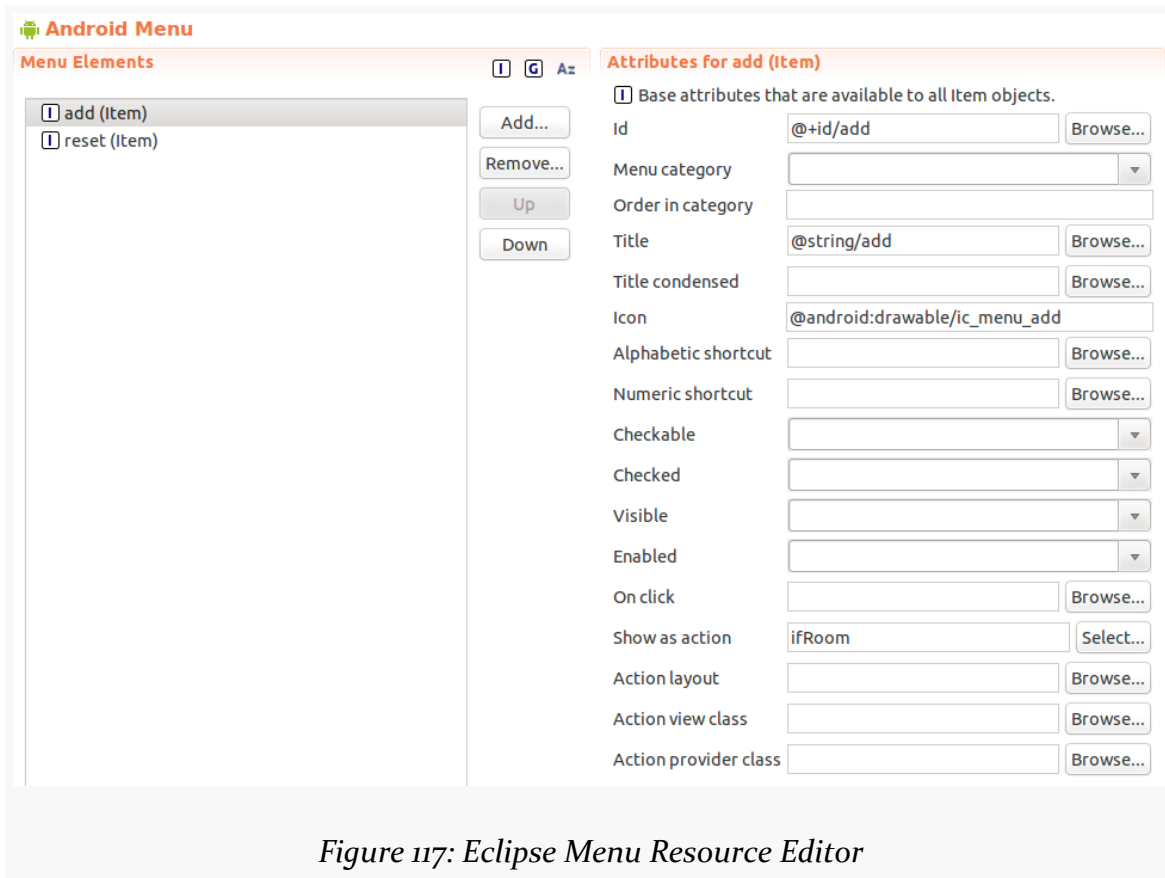 Android Menu
Menu Elements
I G Az
I add (Item)
I reset (Item)
Add...
Remove...
Up
Down
Attributes for add (Item)
I Base attributes that are available to all Item objects.
Id @+id/add Browse...
Menu category
Order in category
Title @string/add Browse...
Title condensed Browse...
Icon @android:drawable/ic_menu_add
Alphabetic shortcut Browse...
Numeric shortcut Browse...
Checkable
Checked
Visible
Enabled
On click Browse...
Show as action ifRoom Select...
Action layout Browse...
Action view class Browse...
Action provider class Browse...
Figure 117: Eclipse Menu Resource Editor